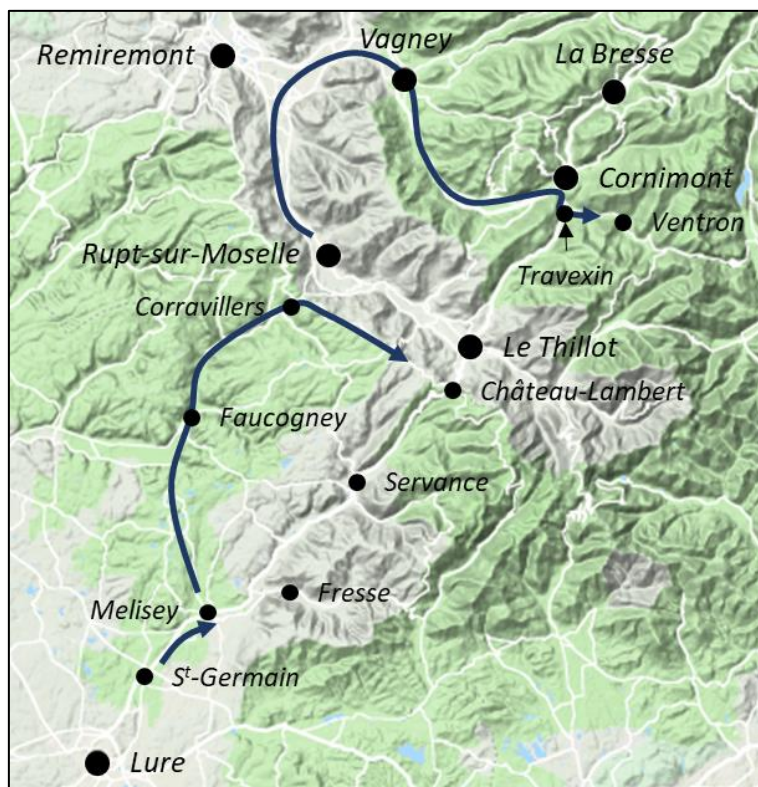 Vagney
Remiremont
La Bresse
Cornimont
Ventron
Travexin
Rupt-sur-Moselle
Corravillers
Le Thillot
Château-Lambert
Faucogney
Servance
Fresse
Melisey
Sᵗ-Germain
Lure